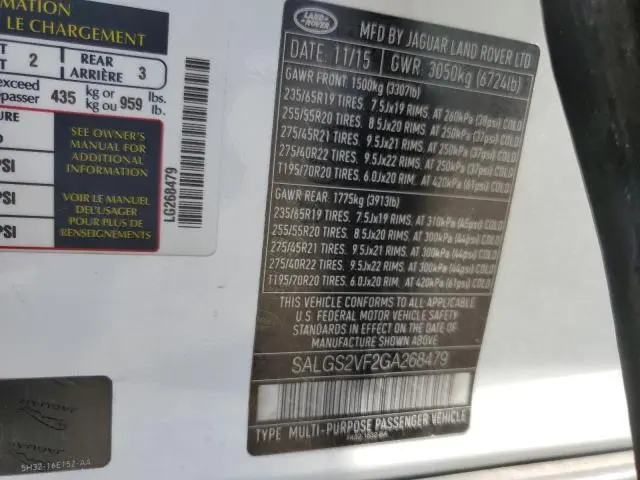 RMATION
LE CHARGEMENT
2
REAR
ARRIÈRE 3
exceed
435 kg or 959 lbs.
kg ou lb.
SEE OWNER'S
MANUAL FOR
ADDITIONAL
INFORMATION
VOIR LE MANUEL
DE L'USAGER
POUR PLUS DE
RENSEIGNEMENTS
PSI
PSI
PSI
LG268479
LAND ROVER
MFD BY JAGUAR LAND ROVER LTD
DATE 11/15 GWR: 3050kg (6724lb)
GAWR FRONT: 1500kg (3307lb)
235/65R19 TIRES. 7.5Jx19 RIMS. AT 260kPa (38psi) COLD
255/55R20 TIRES. 8.5Jx20 RIMS. AT 250kPa (37psi) COLD
275/45R21 TIRES. 9.5Jx21 RIMS. AT 250kPa (37psi) COLD
275/40R22 TIRES. 9.5Jx22 RIMS. AT 250kPa (37psi) COLD
T195/70R20 TIRES. 6.0Jx20 RIMS. AT 420kPa (61psi) COLD
GAWR REAR: 1775kg (3913lb)
235/65R19 TIRES. 7.5Jx19 RIMS. AT 310kPa (45psi) COLD
255/55R20 TIRES. 8.5Jx20 RIMS. AT 300kPa (44psi) COLD
275/45R21 TIRES. 9.5Jx21 RIMS. AT 300kPa (44psi) COLD
275/40R22 TIRES. 9.5Jx22 RIMS. AT 300kPa (44psi) COLD
T195/70R20 TIRES. 6.0Jx20 RIMS. AT 420kPa (61psi) COLD
THIS VEHICLE CONFORMS TO ALL APPLICABLE
U.S. FEDERAL MOTOR VEHICLE SAFETY
STANDARDS IN EFFECT ON THE DATE OF
MANUFACTURE SHOWN ABOVE.
SALGS2VF2GA268479
TYPE MULTI-PURPOSE PASSENGER VEHICLE
JAGUAR
5H32-16E152-AA